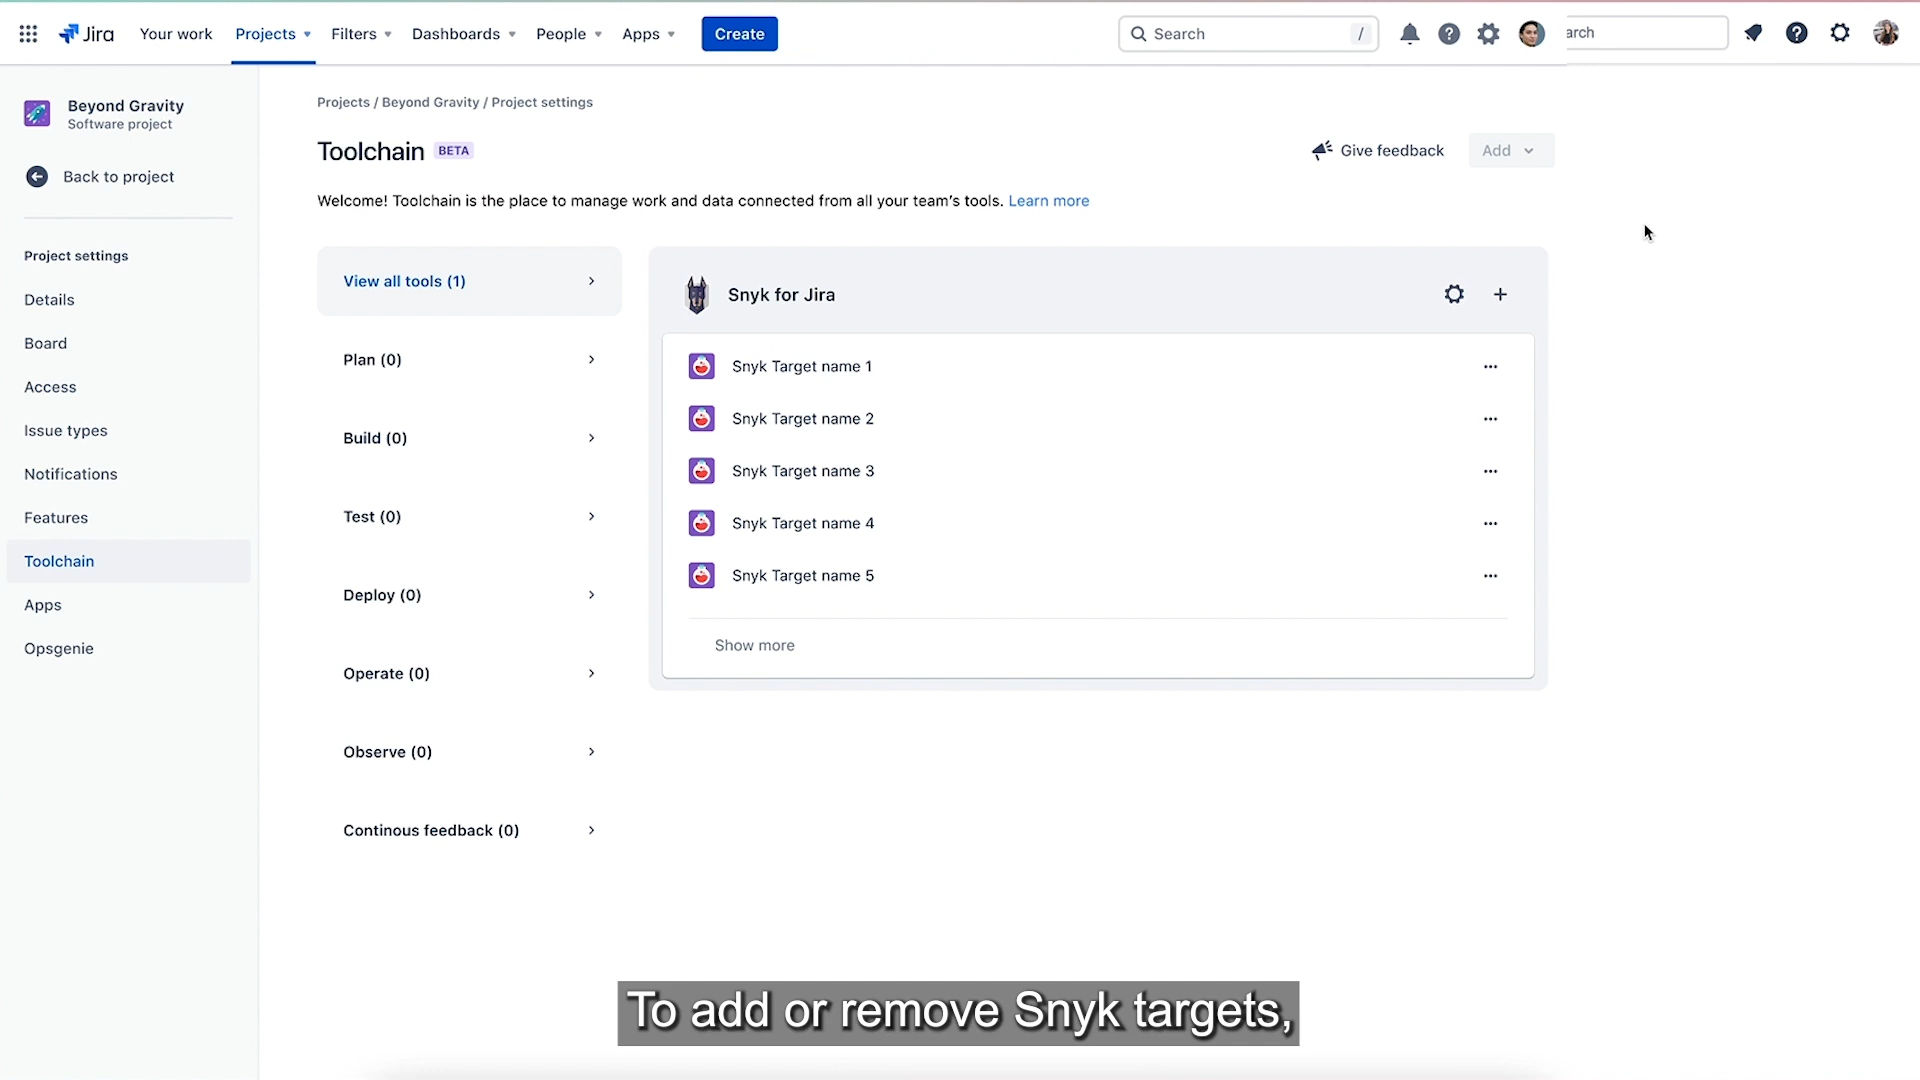 Jira Your work Projects Filters Dashboards People Apps Create Search / arch
Beyond Gravity
Software project
Back to project
Project settings
Details
Board
Access
Issue types
Notifications
Features
Toolchain
Apps
Opsgenie
Projects / Beyond Gravity / Project settings
Toolchain BETA
Give feedback Add
Welcome! Toolchain is the place to manage work and data connected from all your team's tools. Learn more
View all tools (1)
Plan (0)
Build (0)
Test (0)
Deploy (0)
Operate (0)
Observe (0)
Continous feedback (0)
Snyk for Jira
Snyk Target name 1
Snyk Target name 2
Snyk Target name 3
Snyk Target name 4
Snyk Target name 5
Show more
To add or remove Snyk targets,